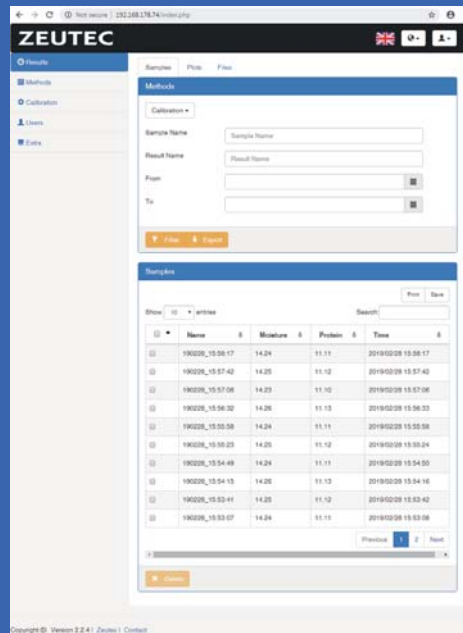 Not secure | 192.168.178.74/index.php
ZEUTEC
Results
Methods
Calibration
Users
Extra
Samples Plots Files
Methods
Calibration
Sample Name Sample Name
Result Name Result Name
From
To
Filter Export
Samples
Print Save
Show 10 entries Search:
Name Moisture Protein Time
190228_15:58:17 14.24 11.11 2019/02/28 15:58:17
190228_15:57:42 14.25 11.12 2019/02/28 15:57:42
190228_15:57:08 14.23 11.10 2019/02/28 15:57:08
190228_15:56:32 14.26 11.13 2019/02/28 15:56:33
190228_15:55:58 14.24 11.11 2019/02/28 15:55:58
190228_15:55:23 14.25 11.12 2019/02/28 15:55:24
190228_15:54:49 14.24 11.11 2019/02/28 15:54:50
190228_15:54:15 14.26 11.13 2019/02/28 15:54:16
190228_15:53:41 14.25 11.12 2019/02/28 15:53:42
190228_15:53:07 14.24 11.11 2019/02/28 15:53:08
Previous 1 2 Next
Delete
Copyright © Version 2.2.4 | Zeutec | Contact